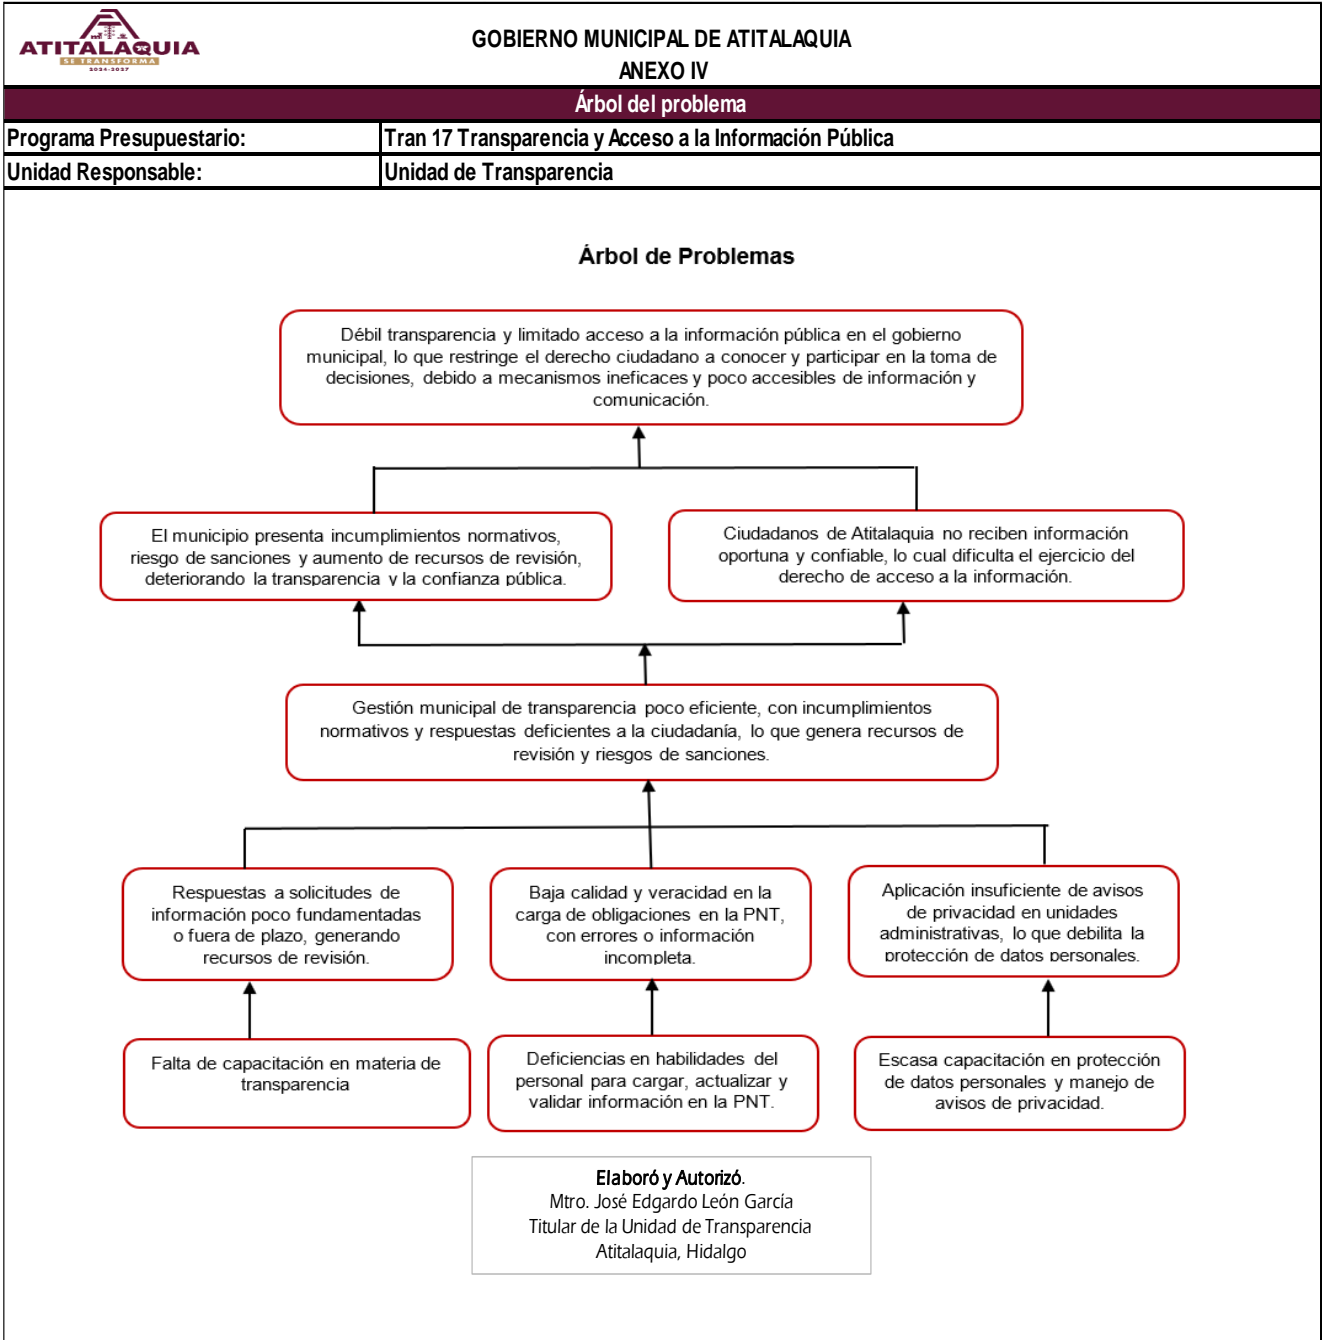 ATITALAQUIA
SE TRANSFORMA
2024-2027
GOBIERNO MUNICIPAL DE ATITALAQUIA
ANEXO IV
Árbol del problema
Programa Presupuestario:
Tran 17 Transparencia y Acceso a la Información Pública
Unidad Responsable:
Unidad de Transparencia
Árbol de Problemas
Débil transparencia y limitado acceso a la información pública en el gobierno
municipal, lo que restringe el derecho ciudadano a conocer y participar en la toma de
decisiones, debido a mecanismos ineficaces y poco accesibles de información y
comunicación.
El municipio presenta incumplimientos normativos,
riesgo de sanciones y aumento de recursos de revisión,
deteriorando la transparencia y la confianza pública.
Ciudadanos de Atitalaquia no reciben información
oportuna y confiable, lo cual dificulta el ejercicio del
derecho de acceso a la información.
Gestión municipal de transparencia poco eficiente, con incumplimientos
normativos y respuestas deficientes a la ciudadanía, lo que genera recursos de
revisión y riesgos de sanciones.
Respuestas a solicitudes de
información poco fundamentadas
o fuera de plazo, generando
recursos de revisión.
Baja calidad y veracidad en la
carga de obligaciones en la PNT,
con errores o información
incompleta.
Aplicación insuficiente de avisos
de privacidad en unidades
administrativas, lo que debilita la
protección de datos personales.
Falta de capacitación en materia de
transparencia
Deficiencias en habilidades del
personal para cargar, actualizar y
validar información en la PNT.
Escasa capacitación en protección
de datos personales y manejo de
avisos de privacidad.
Elaboró y Autorizó.
Mtro. José Edgardo León García
Titular de la Unidad de Transparencia
Atitalaquia, Hidalgo